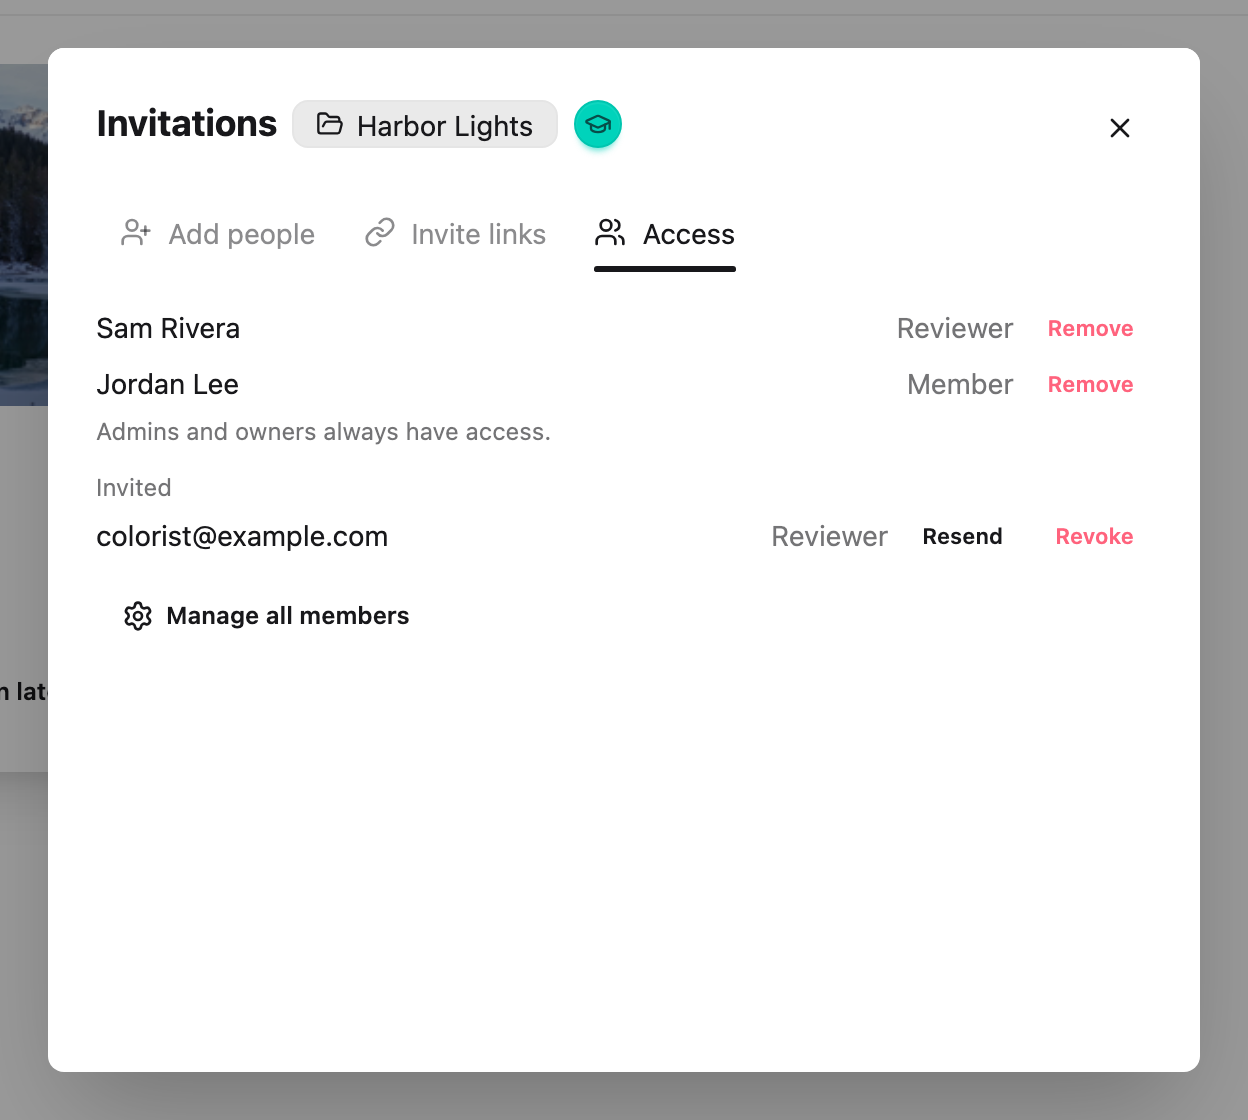 Invitations Harbor Lights
Add people Invite links Access
Sam Rivera Reviewer Remove
Jordan Lee Member Remove
Admins and owners always have access.
Invited
colorist@example.com Reviewer Resend Revoke
Manage all members